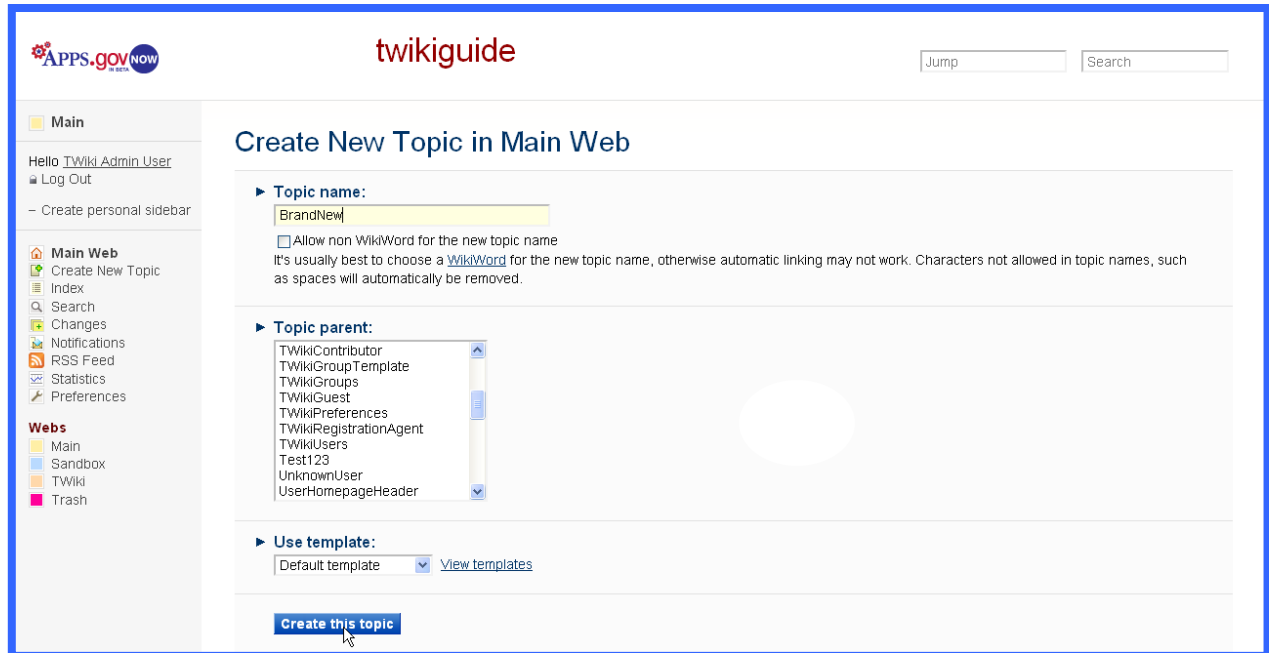 APPS.gov NOW
IN BETA
twikiguide
Jump
Search
Main
Hello TWiki Admin User
Log Out
– Create personal sidebar
Main Web
Create New Topic
Index
Search
Changes
Notifications
RSS Feed
Statistics
Preferences
Webs
Main
Sandbox
TWiki
Trash
Create New Topic in Main Web
Topic name:
BrandNew
Allow non WikiWord for the new topic name
It's usually best to choose a WikiWord for the new topic name, otherwise automatic linking may not work. Characters not allowed in topic names, such
as spaces will automatically be removed.
Topic parent:
TWikiContributor
TWikiGroupTemplate
TWikiGroups
TWikiGuest
TWikiPreferences
TWikiRegistrationAgent
TWikiUsers
Test123
UnknownUser
UserHomepageHeader
Use template:
Default template View templates
Create this topic